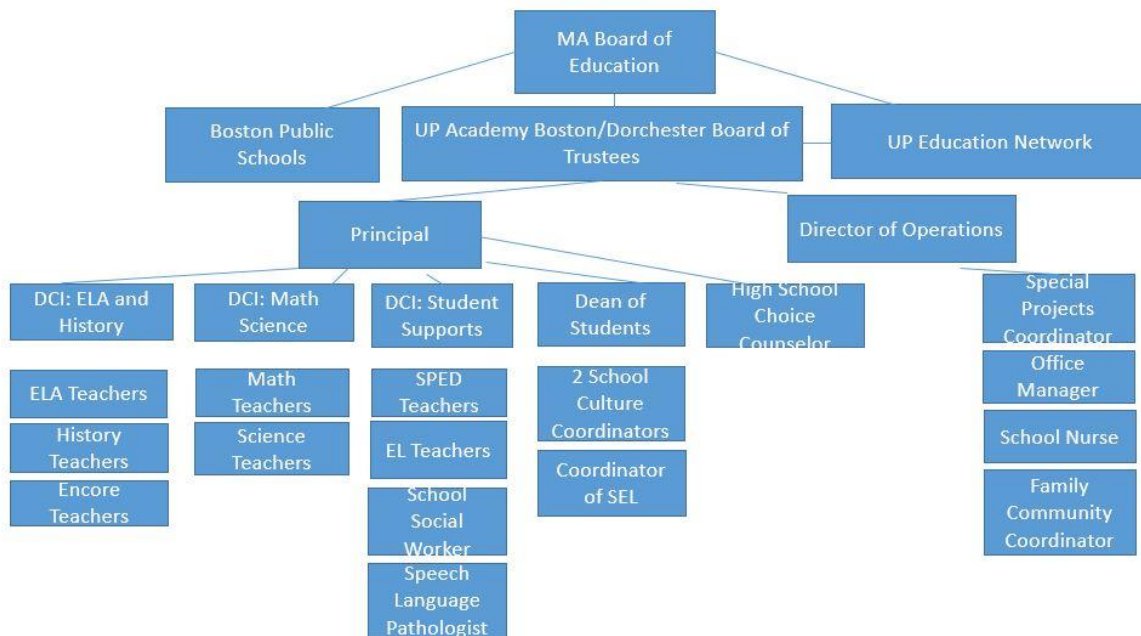 MA Board of
Education
Boston Public
Schools
UP Academy Boston/Dorchester Board of
Trustees
UP Education Network
Principal
Director of Operations
DCI: ELA and
History
DCI: Math
Science
DCI: Student
Supports
Dean of
Students
High School
Choice
Counselor
Special
Projects
Coordinator
ELA Teachers
History
Teachers
Encore
Teachers
Math
Teachers
Science
Teachers
SPED
Teachers
EL Teachers
School
Social
Worker
Speech
Language
Pathologist
2 School
Culture
Coordinators
Coordinator
of SEL
Office
Manager
School Nurse
Family
Community
Coordinator